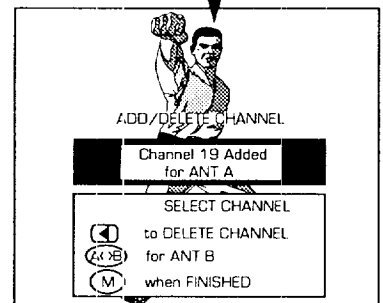 ADD/DELETE CHANNEL
Channel 19 Added
for ANT A
SELECT CHANNEL
to DELETE CHANNEL
for ANT B
M when FINISHED